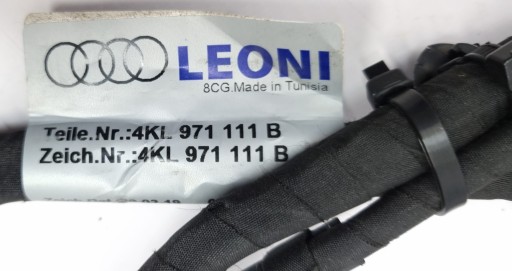 LEONI
8CG.Made in Tunisia
Teile.Nr.:4KL 971 111 B
Zeich.Nr.:4KL 971 111 B